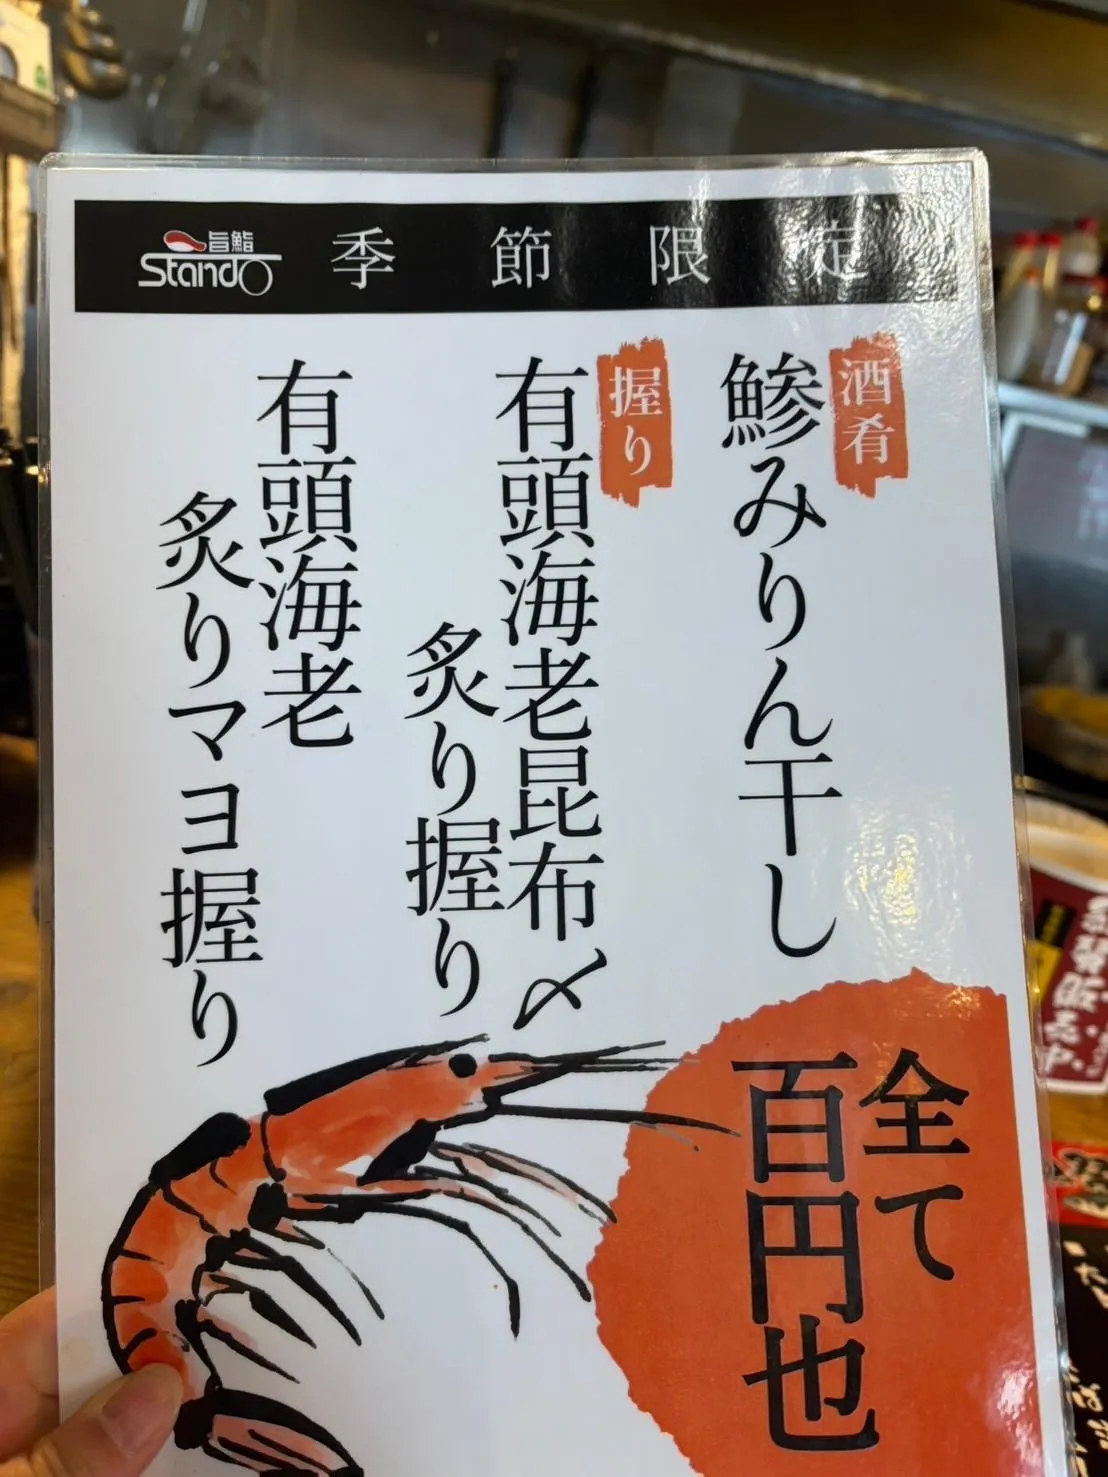 旨鮨
Stando
季節限定
酒肴
鯵みりん干し
握り
有頭海老昆布〆
炙り握り
有頭海老
炙りマヨ握り
全て
百円也